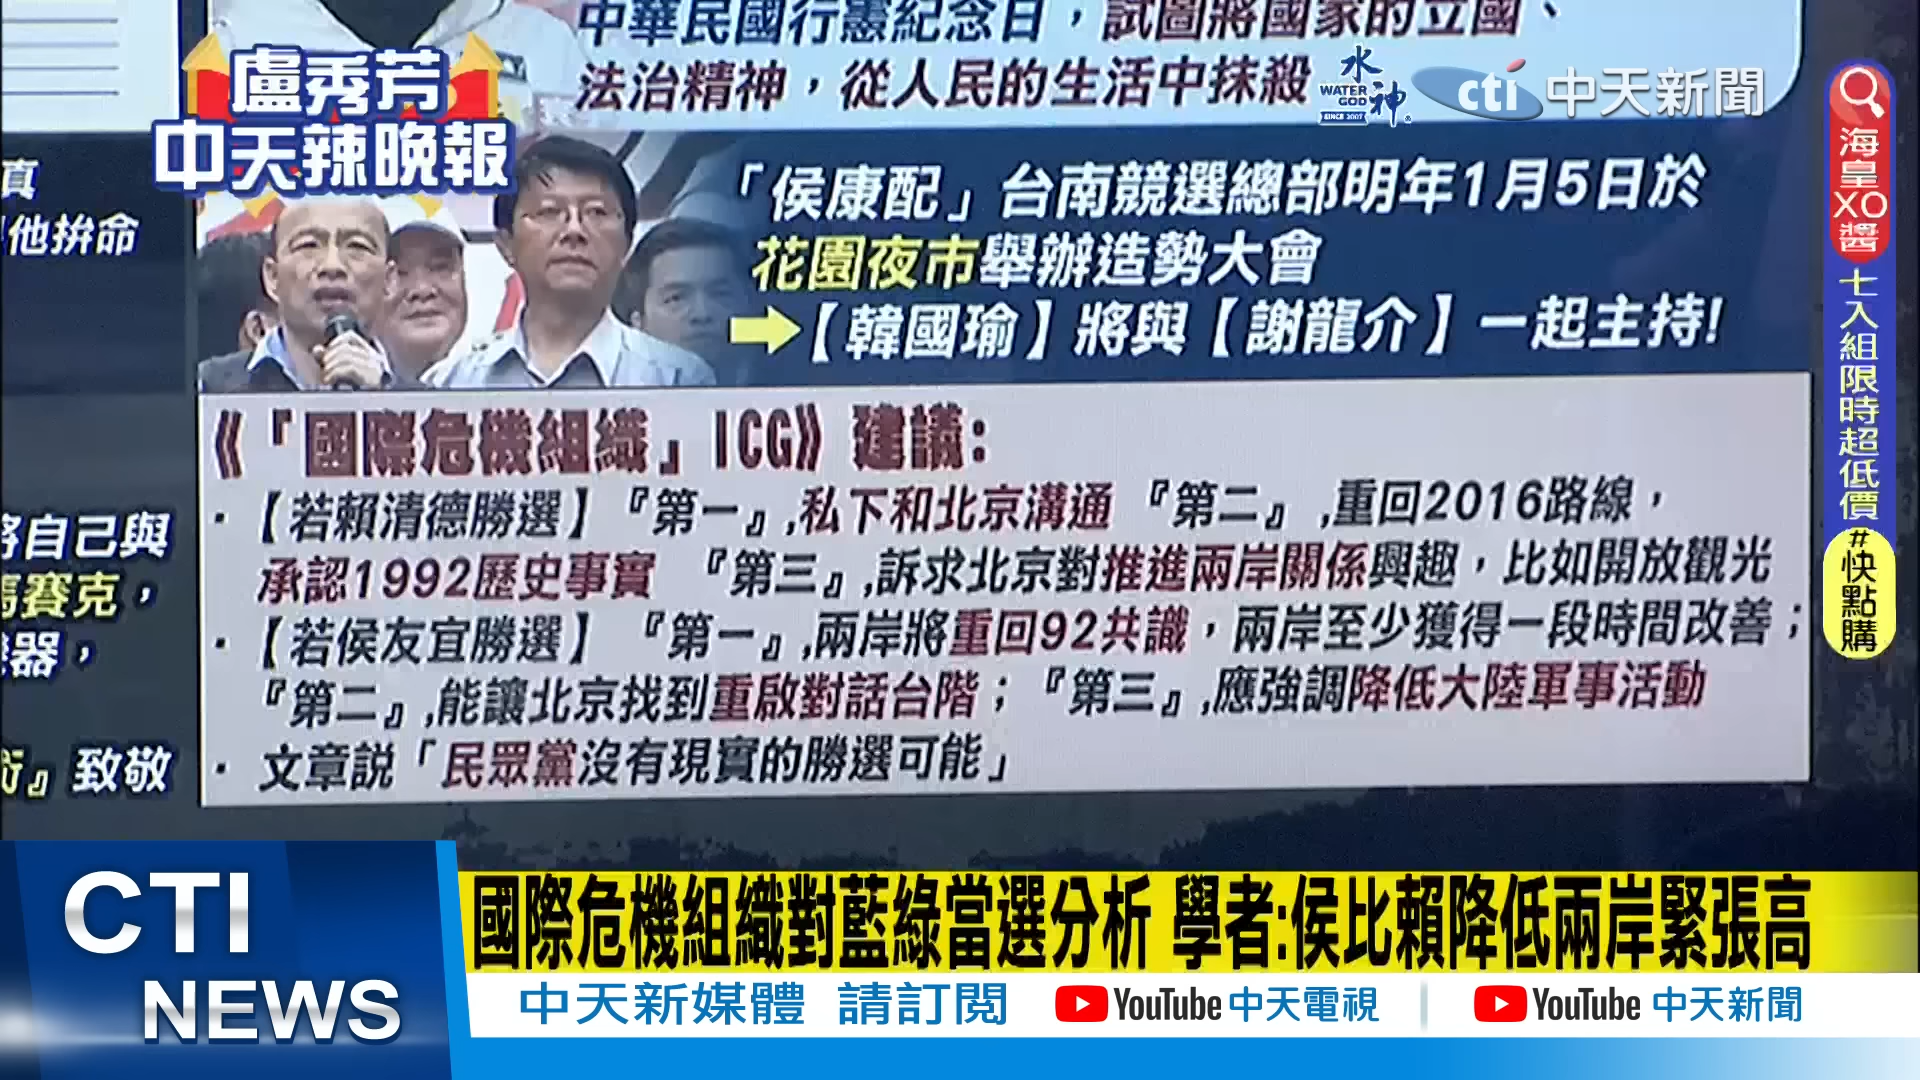 中華民國行憲紀念日，試圖將國家的立國、
法治精神，從人民的生活中抹殺
盧秀芳
中天辣晚報
水神
WATER GOD
SINCE 2007
cti 中天新聞
真
他拚命
「侯康配」台南競選總部明年1月5日於
花園夜市舉辦造勢大會
【韓國瑜】將與【謝龍介】一起主持!
《「國際危機組織」ICG》建議:
·【若賴清德勝選】『第一』,私下和北京溝通 『第二』,重回2016路線，
承認1992歷史事實 『第三』,訴求北京對推進兩岸關係興趣，比如開放觀光
·【若侯友宜勝選】『第一』,兩岸將重回92共識，兩岸至少獲得一段時間改善；
『第二』,能讓北京找到重啟對話台階；『第三』,應強調降低大陸軍事活動
· 文章說「民眾黨沒有現實的勝選可能」
將自己與
馬賽克，
器，
』致敬
海皇XO醬
七入組限時超低價
#快點購
CTI NEWS
國際危機組織對藍綠當選分析 學者:侯比賴降低兩岸緊張高
中天新媒體 請訂閱 YouTube 中天電視 | YouTube 中天新聞